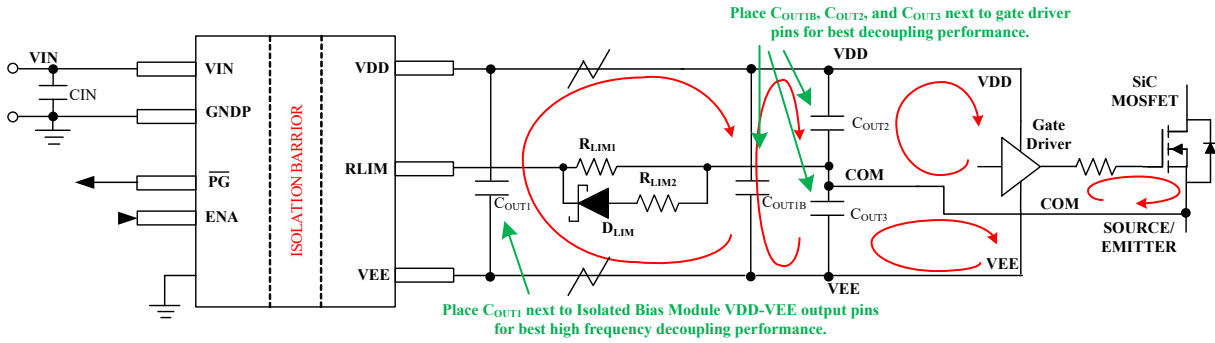 Place COUT1B, COUT2, and COUT3 next to gate driver
pins for best decoupling performance.
VIN
VIN
CIN
GNDP
PG
ENA
ISOLATION BARRIER
VDD
RLIM
VEE
COUT1
RLIM1
RLIM2
DLIM
COUT1B
VDD
COUT2
COM
COUT3
VEE
VDD
Gate
Driver
SiC
MOSFET
COM
SOURCE/
EMITTER
VEE
Place COUT1 next to Isolated Bias Module VDD-VEE output pins
for best high frequency decoupling performance.